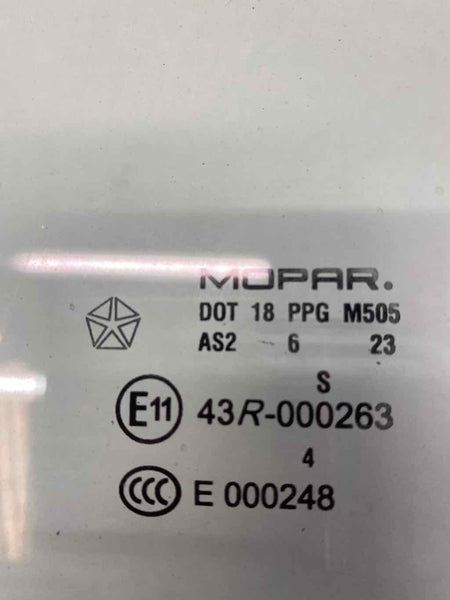 MOPAR.
DOT 18 PPG M505
AS2 6 23
S
E11 43R-000263
4
CCC E 000248